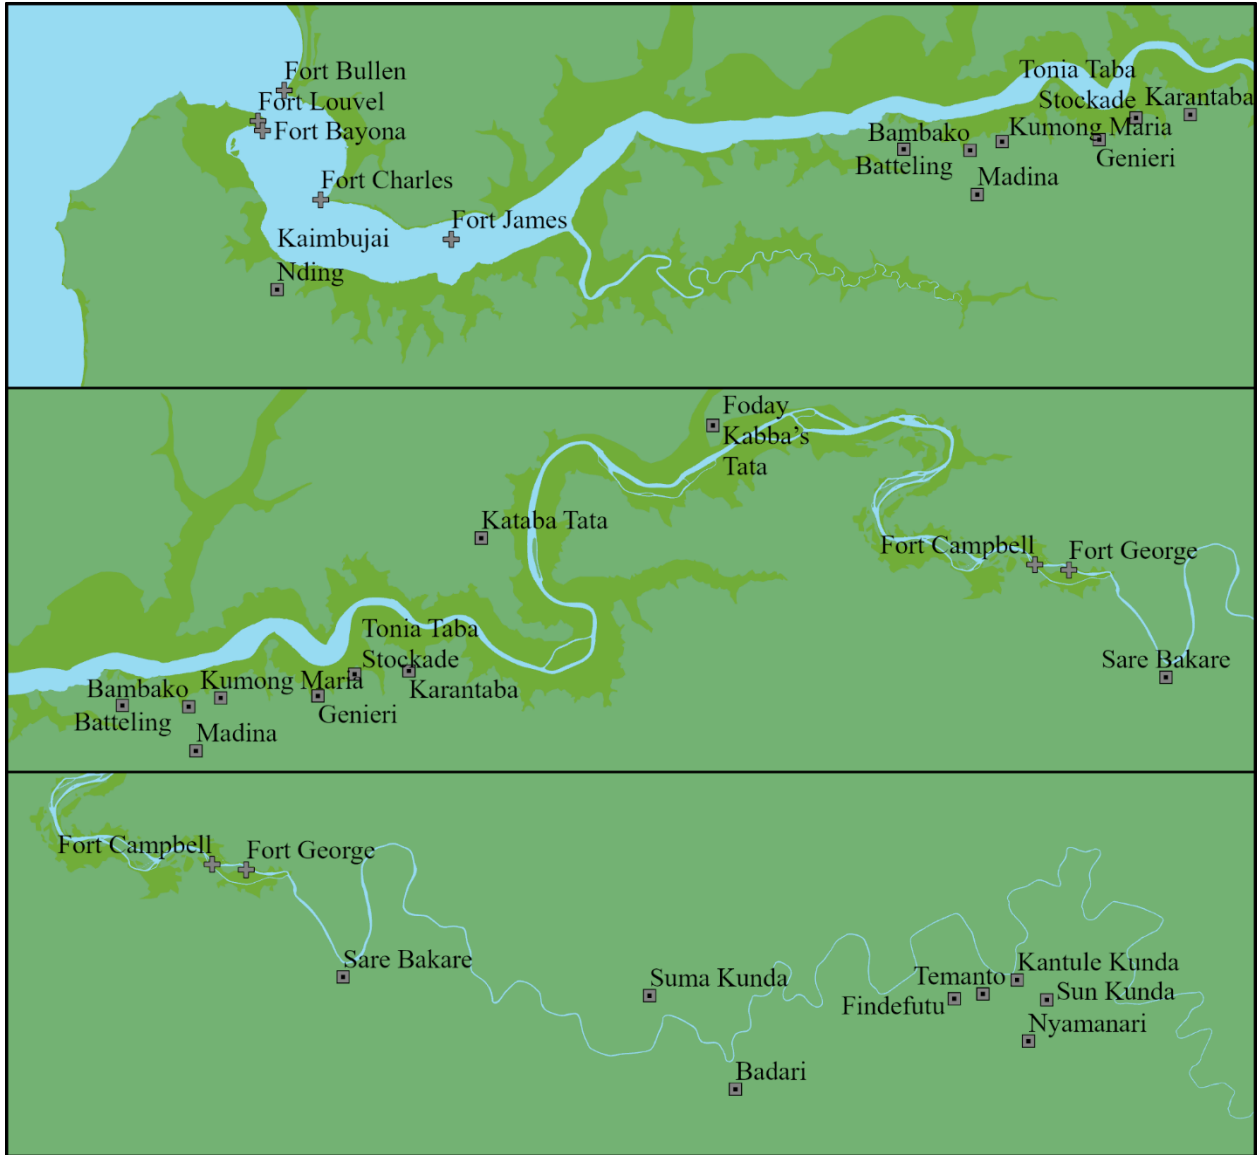 Fort Bullen
Fort Louvel
Fort Bayona
Tonia Taba
Stockade
Karantaba
Bambako
Kumong Maria
Batteling
Genieri
Madina
Fort Charles
Fort James
Kaimbujai
Nding
Foday
Kabba's
Tata
Kataba Tata
Fort Campbell
Fort George
Tonia Taba
Stockade
Sare Bakare
Bambako
Kumong Maria
Karantaba
Batteling
Genieri
Madina
Fort Campbell
Fort George
Sare Bakare
Suma Kunda
Temanto
Kantule Kunda
Findefutu
Sun Kunda
Nyamanari
Badari